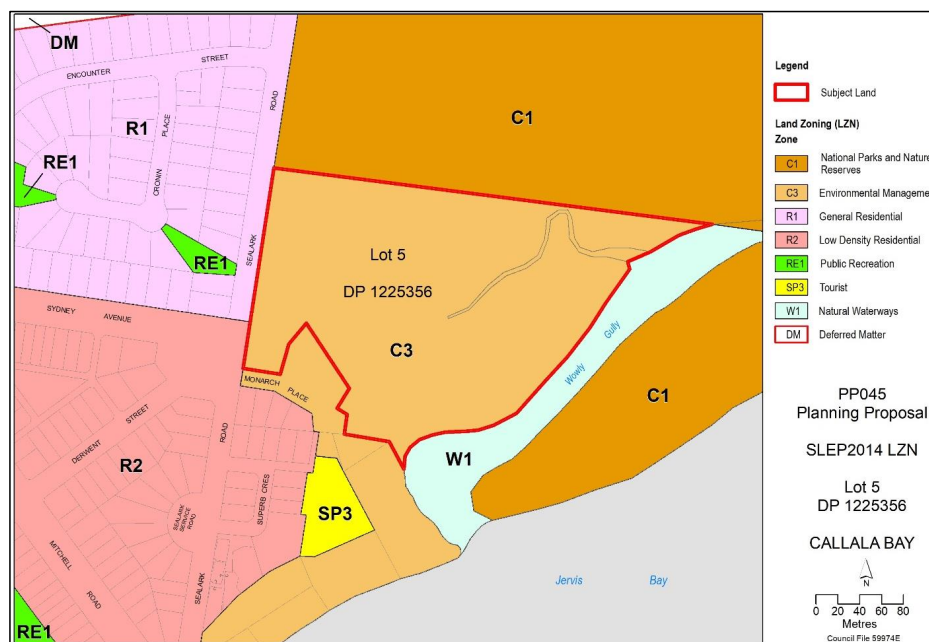 DM
ENCOUNTER STREET
R1
CRONIN PLACE
ROAD
SEALARK
RE1
RE1
C1
Lot 5
DP 1225356
C3
SYDNEY AVENUE
MONARCH PLACE
DERWENT STREET
R2
ROAD
SUPERB CRES
SEALARK
SERVICE
ROAD
MITCHELL ROAD
SEALARK
SP3
W1
Wowly Gully
C1
Jervis Bay
RE1
Legend
Subject Land
Land Zoning (LZN)
Zone
C1 National Parks and Nature
Reserves
C3 Environmental Manageme
R1 General Residential
R2 Low Density Residential
RE1 Public Recreation
SP3 Tourist
W1 Natural Waterways
DM Deferred Matter
PP045
Planning Proposal
SLEP2014 LZN
Lot 5
DP 1225356
CALLALA BAY
N
0 20 40 60 80
Metres
Council File 59974E